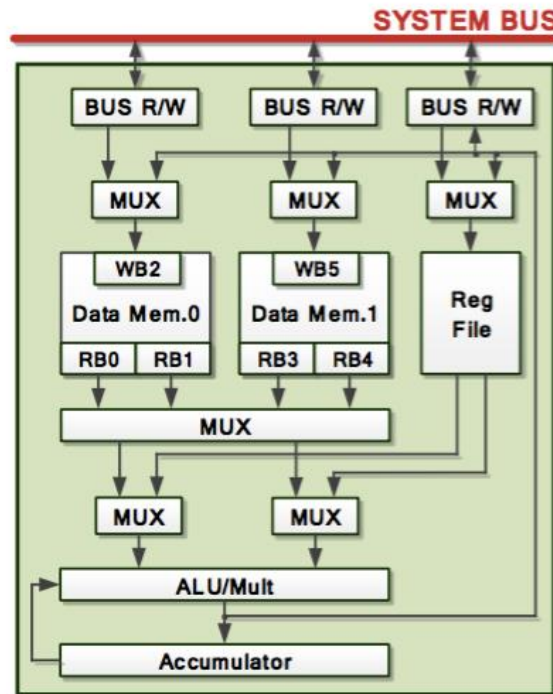 SYSTEM BUS
BUS R/W BUS R/W BUS R/W
MUX MUX MUX
WB2 WB5
Data Mem.0 Data Mem.1 Reg
File
RB0 RB1 RB3 RB4
MUX
MUX MUX
ALU/Mult
Accumulator